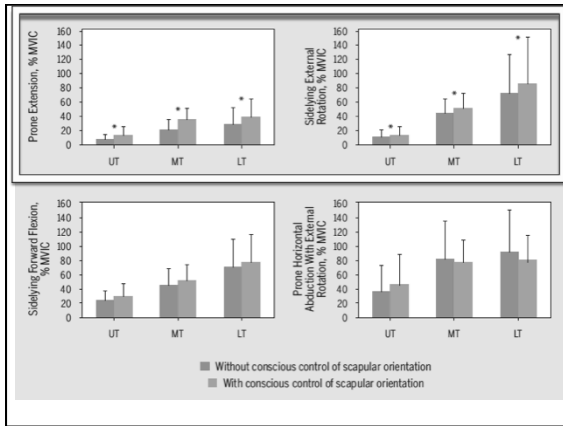 Prone Extension, % MVIC
160
140
120
100
80
60
40
20
0
*
*
*
UT
MT
LT
Sidelying External
Rotation, % MVIC
160
140
120
100
80
60
40
20
0
*
*
*
UT
MT
LT
Sidelying Forward Flexion,
% MVIC
160
140
120
100
80
60
40
20
0
UT
MT
LT
Prone Horizontal
Abduction With External
Rotation, % MVIC
160
140
120
100
80
60
40
20
0
UT
MT
LT
Without conscious control of scapular orientation
With conscious control of scapular orientation